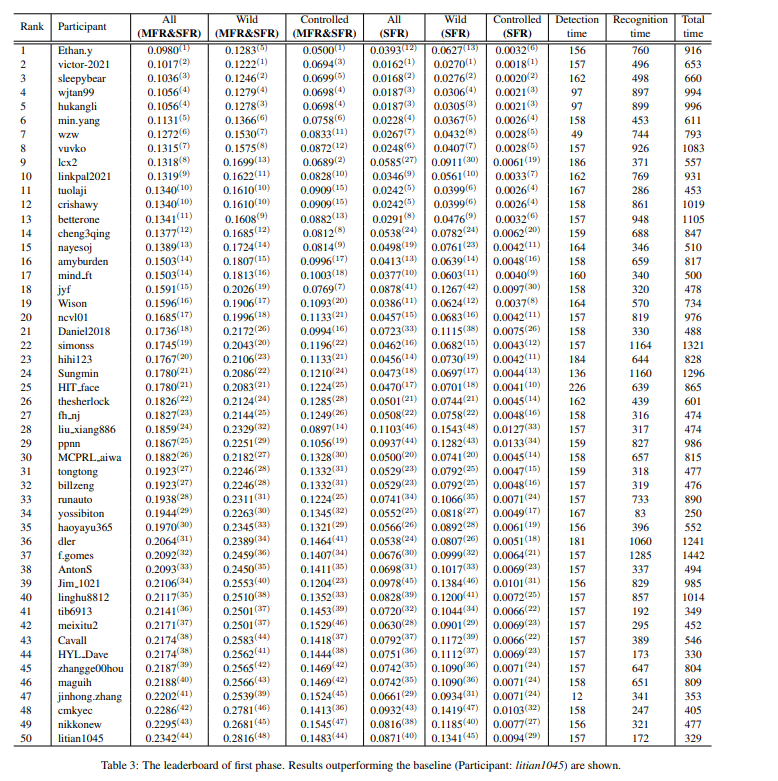 Rank Participant All (MFR&SFR) Wild (MFR&SFR) Controlled (MFR&SFR) All (SFR) Wild (SFR) Controlled (SFR) Detection time Recognition time Total time
1 Ethan.y 0.0980(1) 0.1283(5) 0.0500(1) 0.0393(12) 0.0627(13) 0.0032(6) 156 760 916
2 victor-2021 0.1017(2) 0.1222(1) 0.0694(3) 0.0162(1) 0.0270(1) 0.0018(1) 157 496 653
3 sleepybear 0.1036(3) 0.1246(2) 0.0699(5) 0.0168(2) 0.0276(2) 0.0020(2) 162 498 660
4 wjtan99 0.1056(4) 0.1279(4) 0.0698(4) 0.0187(3) 0.0306(4) 0.0021(3) 97 897 994
5 hukangli 0.1056(4) 0.1278(3) 0.0698(4) 0.0187(3) 0.0305(3) 0.0021(3) 97 899 996
6 min.yang 0.1131(5) 0.1366(6) 0.0758(6) 0.0228(4) 0.0367(5) 0.0026(4) 158 453 611
7 wzw 0.1272(6) 0.1530(7) 0.0833(11) 0.0267(7) 0.0432(8) 0.0028(5) 49 744 793
8 vuvko 0.1315(7) 0.1575(8) 0.0872(12) 0.0248(6) 0.0407(7) 0.0028(5) 157 926 1083
9 lcx2 0.1318(8) 0.1699(13) 0.0689(2) 0.0585(27) 0.0911(30) 0.0061(19) 186 371 557
10 linkpal2021 0.1319(9) 0.1622(11) 0.0828(10) 0.0346(9) 0.0561(10) 0.0033(7) 162 769 931
11 tuolaji 0.1340(10) 0.1610(10) 0.0909(15) 0.0242(5) 0.0399(6) 0.0026(4) 167 286 453
12 crishawy 0.1340(10) 0.1610(10) 0.0909(15) 0.0242(5) 0.0399(6) 0.0026(4) 158 861 1019
13 betterone 0.1341(11) 0.1608(9) 0.0882(13) 0.0291(8) 0.0476(9) 0.0032(6) 157 948 1105
14 cheng3qing 0.1377(12) 0.1685(12) 0.0812(8) 0.0538(24) 0.0782(24) 0.0062(20) 159 688 847
15 nayesoj 0.1389(13) 0.1724(14) 0.0814(9) 0.0498(19) 0.0761(23) 0.0042(11) 164 346 510
16 amyburden 0.1503(14) 0.1807(15) 0.0996(17) 0.0413(13) 0.0639(14) 0.0048(16) 158 659 817
17 mind_ft 0.1503(14) 0.1813(16) 0.1003(18) 0.0377(10) 0.0603(11) 0.0040(9) 160 340 500
18 jyf 0.1591(15) 0.2026(19) 0.0769(7) 0.0878(41) 0.1267(42) 0.0097(30) 158 320 478
19 Wison 0.1596(16) 0.1906(17) 0.1093(20) 0.0386(11) 0.0624(12) 0.0037(8) 164 570 734
20 ncvl01 0.1685(17) 0.1996(18) 0.1133(21) 0.0457(15) 0.0683(16) 0.0042(11) 157 819 976
21 Daniel2018 0.1736(18) 0.2172(26) 0.0994(16) 0.0723(33) 0.1115(38) 0.0075(26) 158 330 488
22 simonss 0.1745(19) 0.2043(20) 0.1196(22) 0.0462(16) 0.0682(15) 0.0043(12) 157 1164 1321
23 hihi123 0.1767(20) 0.2106(23) 0.1133(21) 0.0456(14) 0.0730(19) 0.0042(11) 184 644 828
24 Sungmin 0.1780(21) 0.2086(22) 0.1210(24) 0.0473(18) 0.0697(17) 0.0044(13) 136 1160 1296
25 HIT_face 0.1780(21) 0.2083(21) 0.1224(25) 0.0470(17) 0.0701(18) 0.0041(10) 226 639 865
26 thesherlock 0.1826(22) 0.2124(24) 0.1285(28) 0.0501(21) 0.0744(21) 0.0045(14) 162 439 601
27 fh_nj 0.1827(23) 0.2144(25) 0.1249(26) 0.0508(22) 0.0758(22) 0.0048(16) 158 316 474
28 liu_xiang886 0.1859(24) 0.2329(32) 0.0897(14) 0.1103(46) 0.1543(48) 0.0127(33) 157 317 474
29 ppnn 0.1867(25) 0.2251(29) 0.1056(19) 0.0937(44) 0.1282(43) 0.0133(34) 159 827 986
30 MCPRL_aiwa 0.1882(26) 0.2182(27) 0.1328(30) 0.0500(20) 0.0741(20) 0.0045(14) 158 657 815
31 tongtong 0.1923(27) 0.2246(28) 0.1332(31) 0.0529(23) 0.0792(25) 0.0047(15) 159 318 477
32 billzeng 0.1923(27) 0.2246(28) 0.1332(31) 0.0529(23) 0.0792(25) 0.0048(16) 157 319 476
33 runauto 0.1938(28) 0.2311(31) 0.1224(25) 0.0741(34) 0.1066(35) 0.0071(24) 157 733 890
34 yossibiton 0.1944(29) 0.2263(30) 0.1345(32) 0.0552(25) 0.0818(27) 0.0049(17) 167 83 250
35 haoyayu365 0.1970(30) 0.2345(33) 0.1321(29) 0.0566(26) 0.0892(28) 0.0061(19) 156 396 552
36 dler 0.2064(31) 0.2389(34) 0.1464(41) 0.0538(24) 0.0807(26) 0.0051(18) 181 1060 1241
37 f.gomes 0.2092(32) 0.2459(36) 0.1407(34) 0.0676(30) 0.0999(32) 0.0064(21) 157 1285 1442
38 AntonS 0.2093(33) 0.2450(35) 0.1411(35) 0.0698(31) 0.1017(33) 0.0069(23) 157 337 494
39 Jim_1021 0.2106(34) 0.2553(40) 0.1204(23) 0.0978(45) 0.1384(46) 0.0101(31) 156 829 985
40 linghu8812 0.2117(35) 0.2510(38) 0.1352(33) 0.0828(39) 0.1200(41) 0.0072(25) 157 857 1014
41 tib6913 0.2141(36) 0.2501(37) 0.1453(39) 0.0720(32) 0.1044(34) 0.0066(22) 157 192 349
42 meixitu2 0.2171(37) 0.2501(37) 0.1529(46) 0.0630(28) 0.0901(29) 0.0069(23) 157 295 452
43 Cavall 0.2174(38) 0.2583(44) 0.1418(37) 0.0792(37) 0.1172(39) 0.0066(22) 157 389 546
44 HYL_Dave 0.2174(38) 0.2562(41) 0.1444(38) 0.0751(36) 0.1112(37) 0.0069(23) 157 173 330
45 zhangge00hou 0.2187(39) 0.2565(42) 0.1469(42) 0.0742(35) 0.1090(36) 0.0071(24) 157 647 804
46 maguih 0.2188(40) 0.2566(43) 0.1469(42) 0.0742(35) 0.1090(36) 0.0071(24) 158 651 809
47 jinhong.zhang 0.2202(41) 0.2539(39) 0.1524(45) 0.0661(29) 0.0934(31) 0.0071(24) 12 341 353
48 cmkyec 0.2286(42) 0.2781(46) 0.1413(36) 0.0932(43) 0.1419(47) 0.0103(32) 158 247 405
49 nikkonew 0.2295(43) 0.2681(45) 0.1545(47) 0.0816(38) 0.1185(40) 0.0077(27) 156 321 477
50 litian1045 0.2342(44) 0.2816(48) 0.1483(44) 0.0871(40) 0.1341(45) 0.0094(29) 157 172 329
Table 3: The leaderboard of first phase. Results outperforming the baseline (Participant: litian1045) are shown.